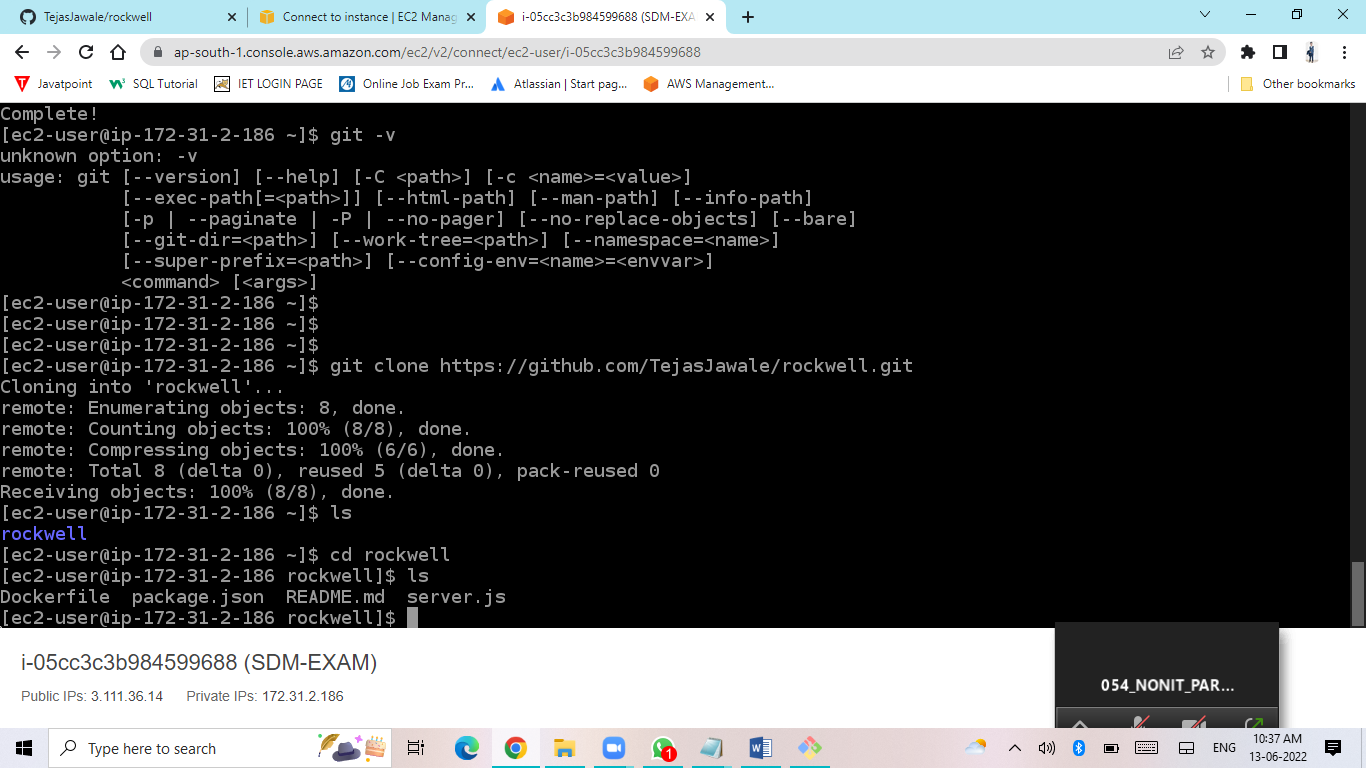 TejasJawale/rockwell
Connect to instance | EC2 Manag
i-05cc3c3b984599688 (SDM-EXA
ap-south-1.console.aws.amazon.com/ec2/v2/connect/ec2-user/i-05cc3c3b984599688
Javatpoint
SQL Tutorial
IET LOGIN PAGE
Online Job Exam Pr...
Atlassian | Start pag...
AWS Management...
Other bookmarks
Complete!
[ec2-user@ip-172-31-2-186 ~]$ git -v
unknown option: -v
usage: git [--version] [--help] [-C <path>] [-c <name>=<value>]
[--exec-path[=<path>]] [--html-path] [--man-path] [--info-path]
[-p | --paginate | -P | --no-pager] [--no-replace-objects] [--bare]
[--git-dir=<path>] [--work-tree=<path>] [--namespace=<name>]
[--super-prefix=<path>] [--config-env=<name>=<envvar>]
<command> [<args>]
[ec2-user@ip-172-31-2-186 ~]$
[ec2-user@ip-172-31-2-186 ~]$
[ec2-user@ip-172-31-2-186 ~]$
[ec2-user@ip-172-31-2-186 ~]$ git clone https://github.com/TejasJawale/rockwell.git
Cloning into 'rockwell'...
remote: Enumerating objects: 8, done.
remote: Counting objects: 100% (8/8), done.
remote: Compressing objects: 100% (6/6), done.
remote: Total 8 (delta 0), reused 5 (delta 0), pack-reused 0
Receiving objects: 100% (8/8), done.
[ec2-user@ip-172-31-2-186 ~]$ ls
rockwell
[ec2-user@ip-172-31-2-186 ~]$ cd rockwell
[ec2-user@ip-172-31-2-186 rockwell]$ ls
Dockerfile  package.json  README.md  server.js
[ec2-user@ip-172-31-2-186 rockwell]$
i-05cc3c3b984599688 (SDM-EXAM)
Public IPs: 3.111.36.14
Private IPs: 172.31.2.186
054_NONIT_PAR...
Type here to search
1
ENG
10:37 AM
13-06-2022